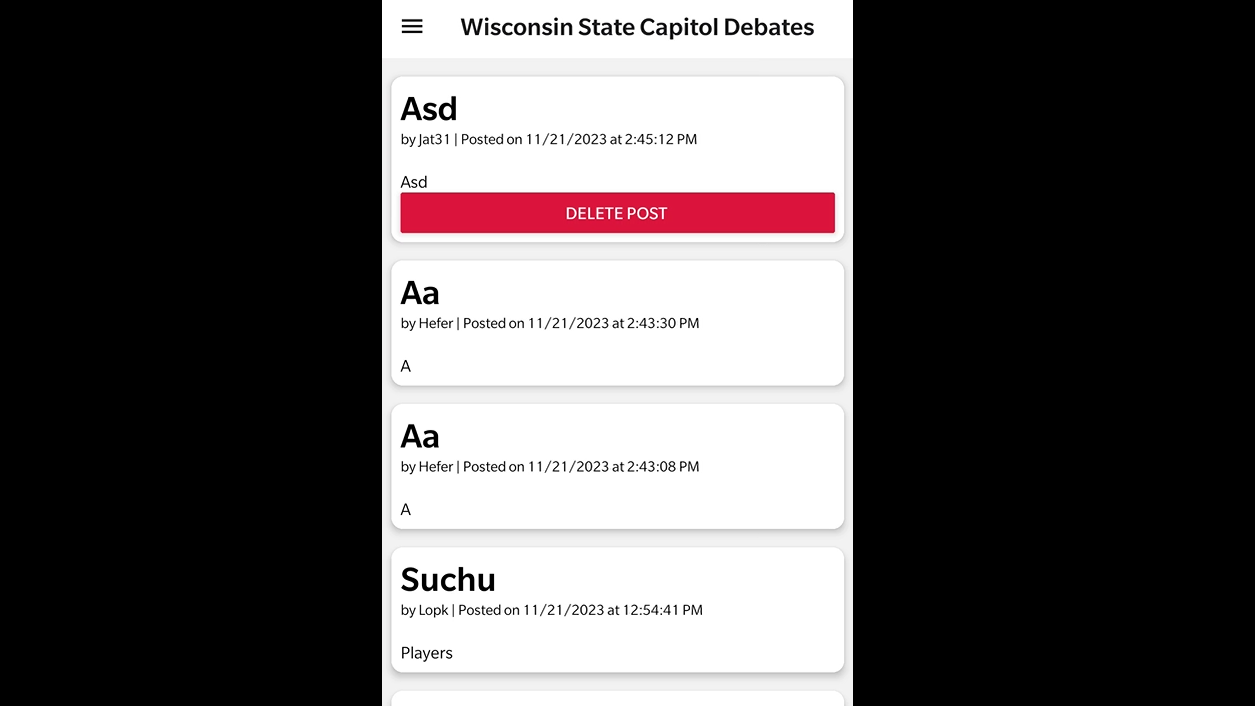 Wisconsin State Capitol Debates
Asd
by Jat31 | Posted on 11/21/2023 at 2:45:12 PM
Asd
DELETE POST
Aa
by Hefer | Posted on 11/21/2023 at 2:43:30 PM
A
Aa
by Hefer | Posted on 11/21/2023 at 2:43:08 PM
A
Suchu
by Lopk | Posted on 11/21/2023 at 12:54:41 PM
Players